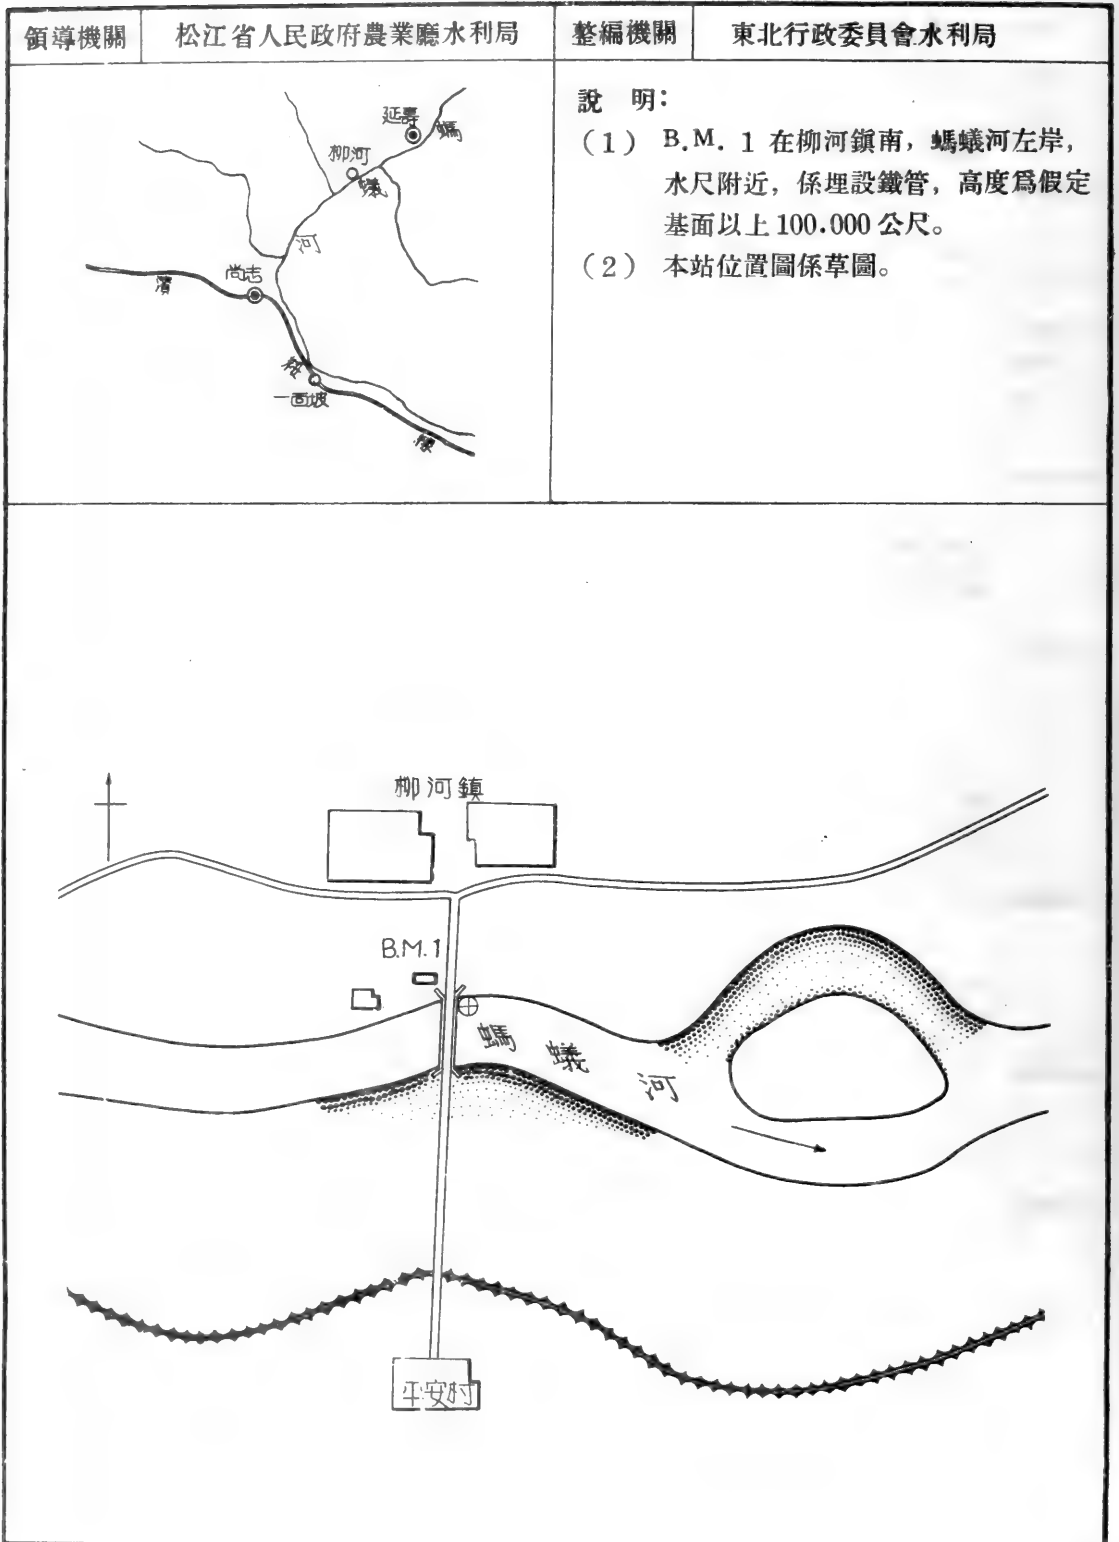 領導機關
松江省人民政府農業廳水利局
整編機關
東北行政委員會水利局
說 明：
（1） B.M. 1 在柳河鎭南，螞蟻河左岸，
水尺附近，係埋設鐵管，高度爲假定
基面以上 100.000 公尺。
（2） 本站位置圖係草圖。
延壽
螞
柳河
蟻
河
尚志
濱
綏
一面坡
線
柳河鎮
B.M.1
螞 蟻 河
平安村